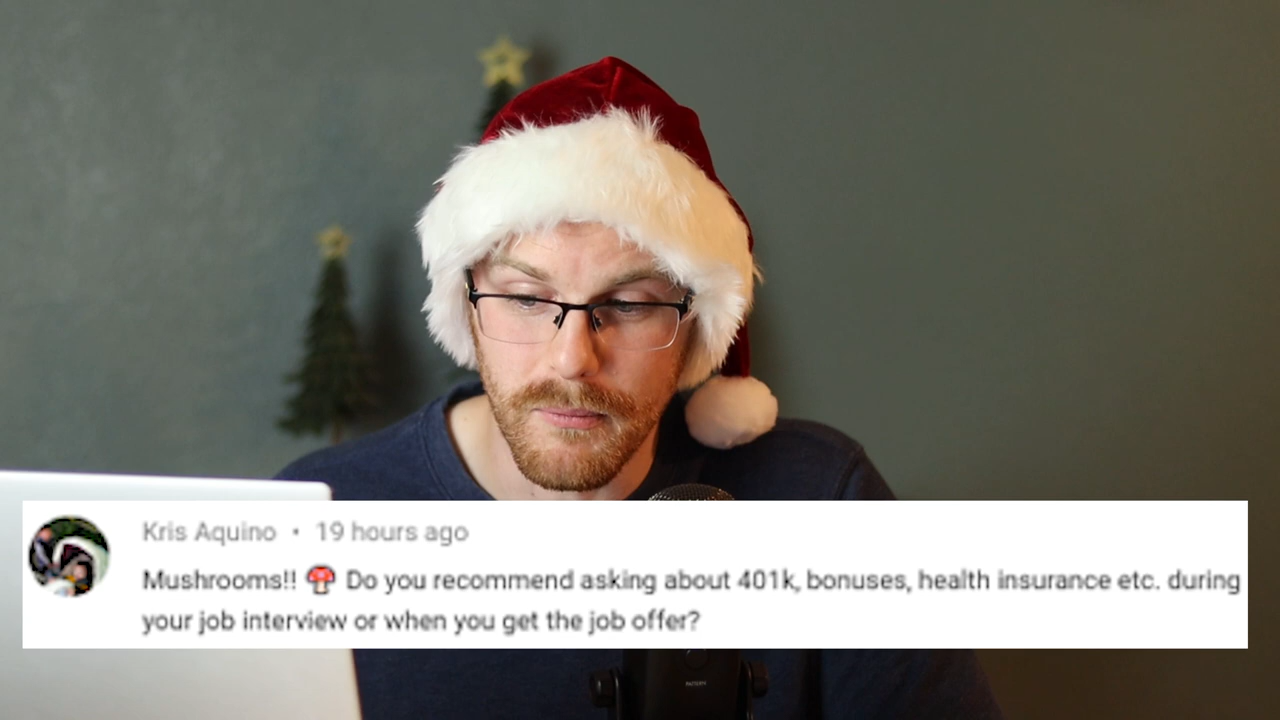 Kris Aquino • 19 hours ago
Mushrooms!! 🍄 Do you recommend asking about 401k, bonuses, health insurance etc. during
your job interview or when you get the job offer?